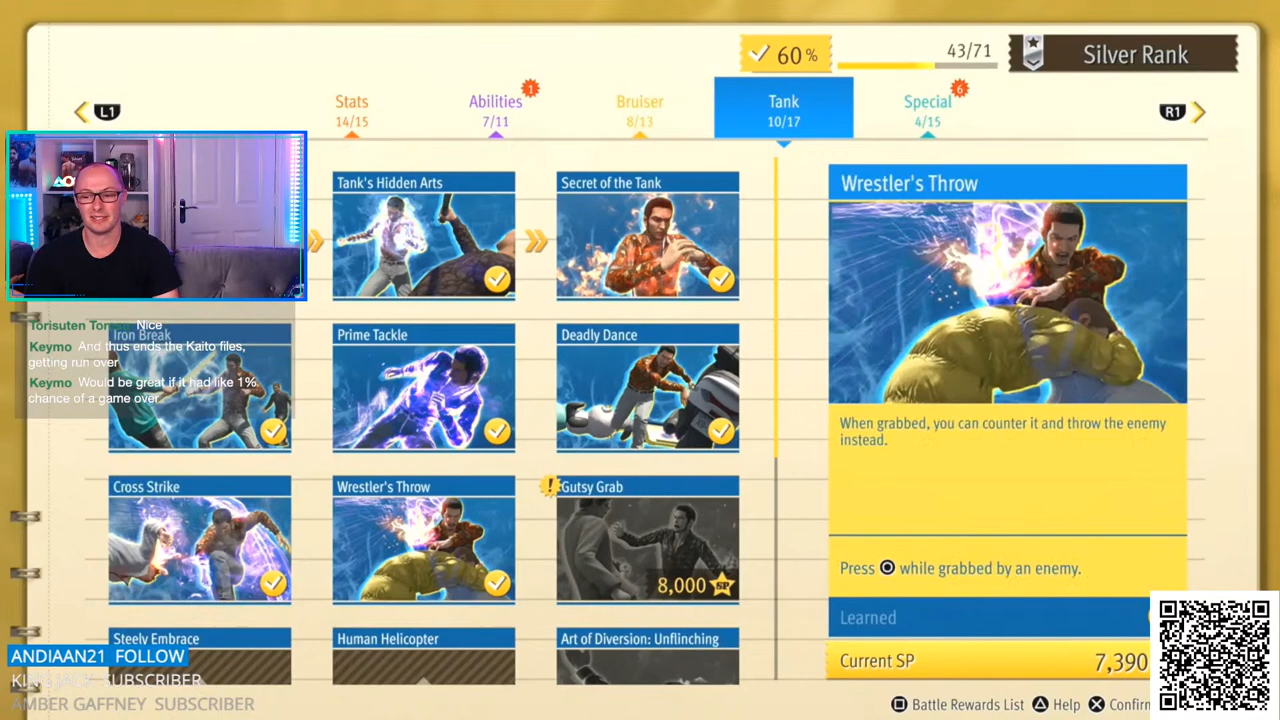 60%
43/71
Silver Rank
L1
Stats
14/15
Abilities
7/11
1
Bruiser
8/13
Tank
10/17
Special
4/15
6
R1
Tank's Hidden Arts
Secret of the Tank
Wrestler's Throw
Nice
Keymo And thus ends the Kaito files,
getting run over
Keymo Would be great if it had like 1%
chance of a game over
Iron Break
Prime Tackle
Deadly Dance
When grabbed, you can counter it and throw the enemy
instead.
Cross Strike
Wrestler's Throw
! Gutsy Grab
8,000 SP
Press while grabbed by an enemy.
Learned
Steely Embrace
Human Helicopter
Art of Diversion: Unflinching
Current SP 7,390
ANDIAAN21 FOLLOW
SUBSCRIBER
AMBER GAFFNEY SUBSCRIBER
Battle Rewards List
Help